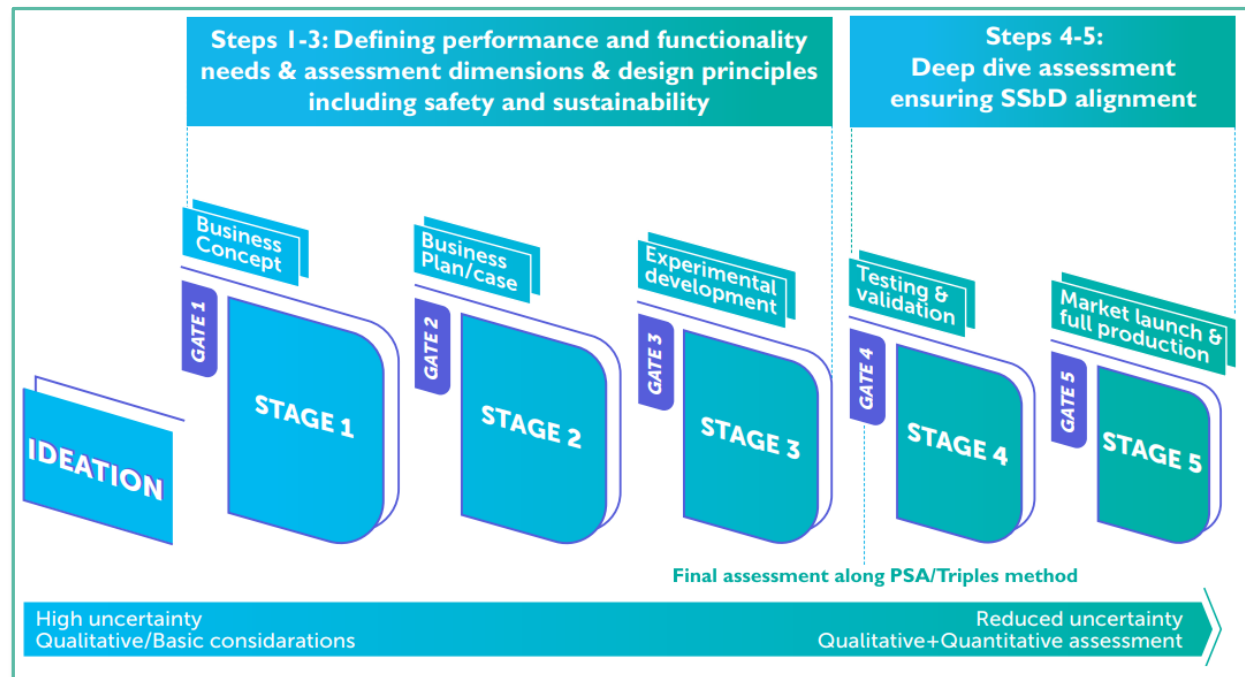 Steps 1-3: Defining performance and functionality
needs & assessment dimensions & design principles
including safety and sustainability
Steps 4-5:
Deep dive assessment
ensuring SSbD alignment
Business
Concept
Business
Plan/case
Experimental
development
Testing &
validation
Market launch &
full production
GATE 1
GATE 2
GATE 3
GATE 4
GATE 5
IDEATION
STAGE 1
STAGE 2
STAGE 3
STAGE 4
STAGE 5
Final assessment along PSA/Triples method
High uncertainty
Qualitative/Basic considarations
Reduced uncertainty
Qualitative+Quantitative assessment